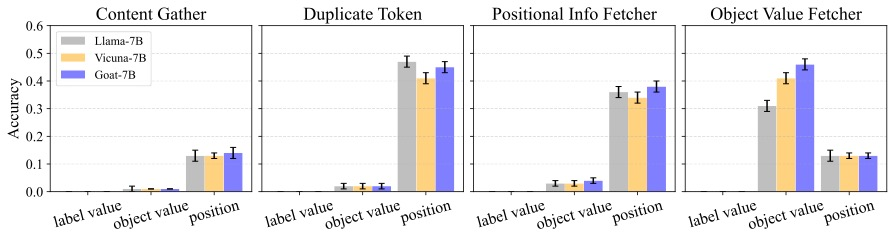 Content Gather
Duplicate Token
Positional Info Fetcher
Object Value Fetcher
Accuracy
0.6
0.5
0.4
0.3
0.2
0.1
0.0
Llama-7B
Vicuna-7B
Goat-7B
label value
object value
position
label value
object value
position
label value
object value
position
label value
object value
position